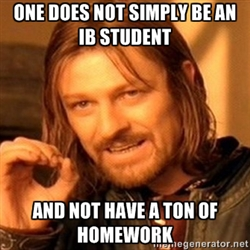 ONE DOES NOT SIMPLY BE AN
IB STUDENT
AND NOT HAVE A TON OF
HOMEWORK
memegenerator.net